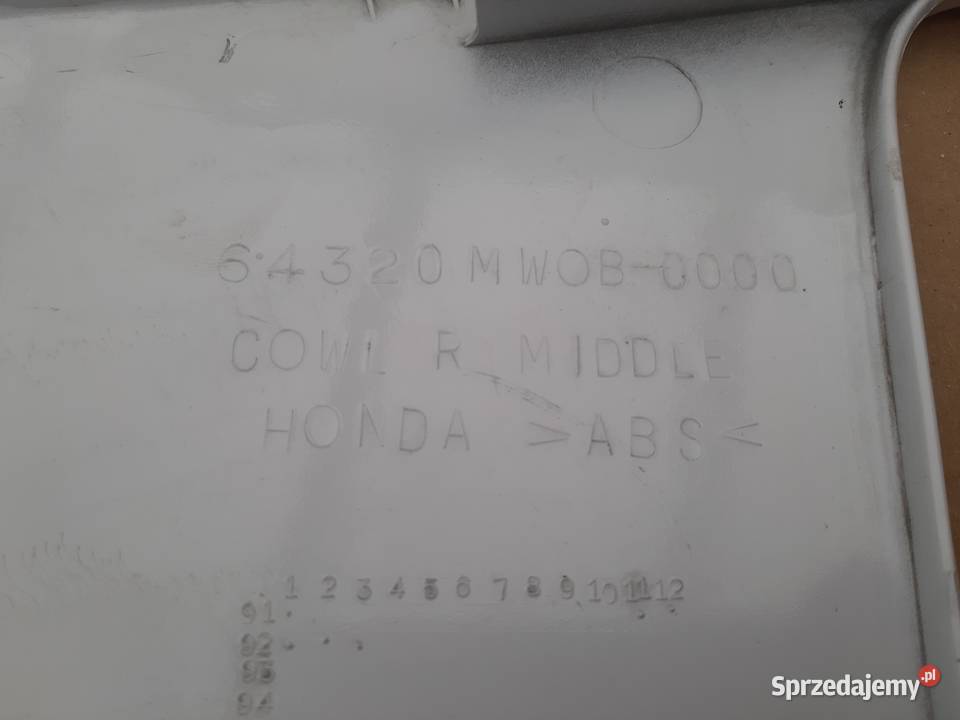 64320 MWOB-0000
COWL R MIDDLE
HONDA >ABS<
1 2 3 4 5 6 7 8 9 10 11 12
91
92
93
94
Sprzedajemy.pl